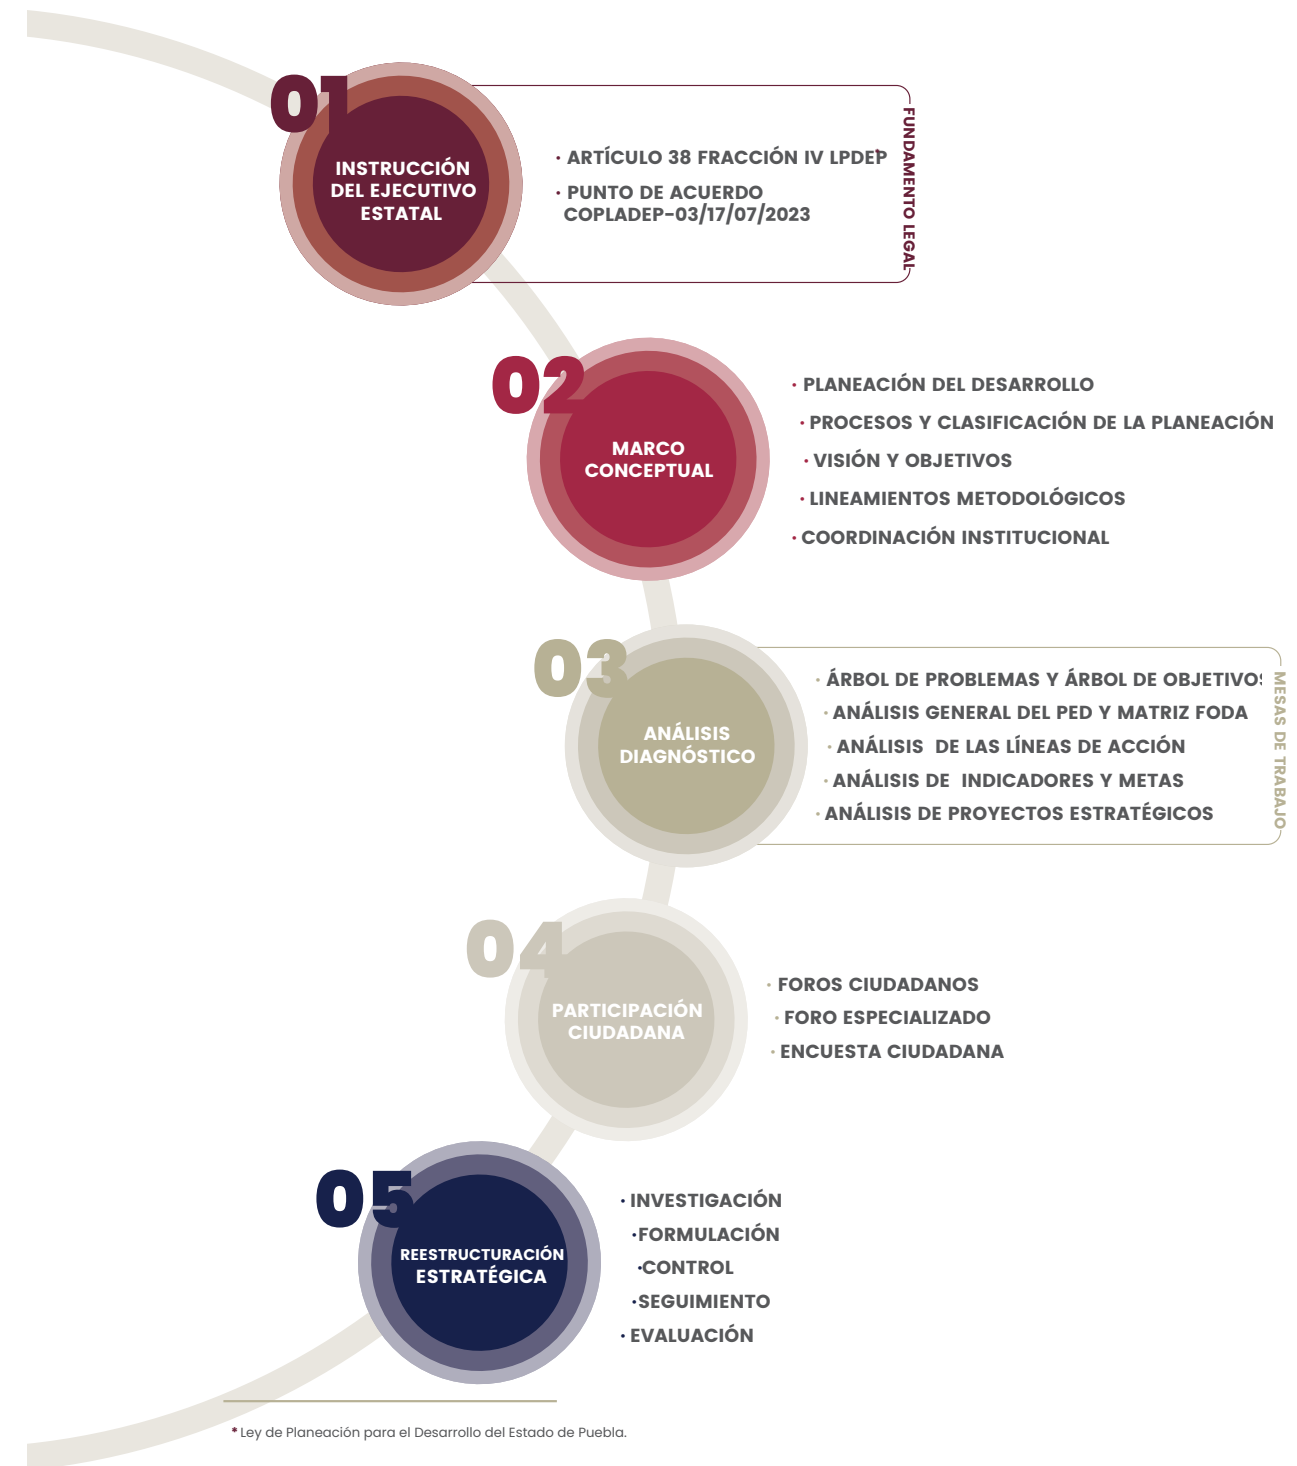 01
INSTRUCCIÓN
DEL EJECUTIVO
ESTATAL
· ARTÍCULO 38 FRACCIÓN IV LPDEP*
· PUNTO DE ACUERDO
COPLADEP-03/17/07/2023
FUNDAMENTO LEGAL
02
MARCO
CONCEPTUAL
· PLANEACIÓN DEL DESARROLLO
· PROCESOS Y CLASIFICACIÓN DE LA PLANEACIÓN
· VISIÓN Y OBJETIVOS
· LINEAMIENTOS METODOLÓGICOS
· COORDINACIÓN INSTITUCIONAL
03
ANÁLISIS
DIAGNÓSTICO
· ÁRBOL DE PROBLEMAS Y ÁRBOL DE OBJETIVOS
· ANÁLISIS GENERAL DEL PED Y MATRIZ FODA
· ANÁLISIS DE LAS LÍNEAS DE ACCIÓN
· ANÁLISIS DE INDICADORES Y METAS
· ANÁLISIS DE PROYECTOS ESTRATÉGICOS
MESAS DE TRABAJO
04
PARTICIPACIÓN
CIUDADANA
· FOROS CIUDADANOS
· FORO ESPECIALIZADO
· ENCUESTA CIUDADANA
05
REESTRUCTURACIÓN
ESTRATÉGICA
· INVESTIGACIÓN
· FORMULACIÓN
· CONTROL
· SEGUIMIENTO
· EVALUACIÓN
* Ley de Planeación para el Desarrollo del Estado de Puebla.